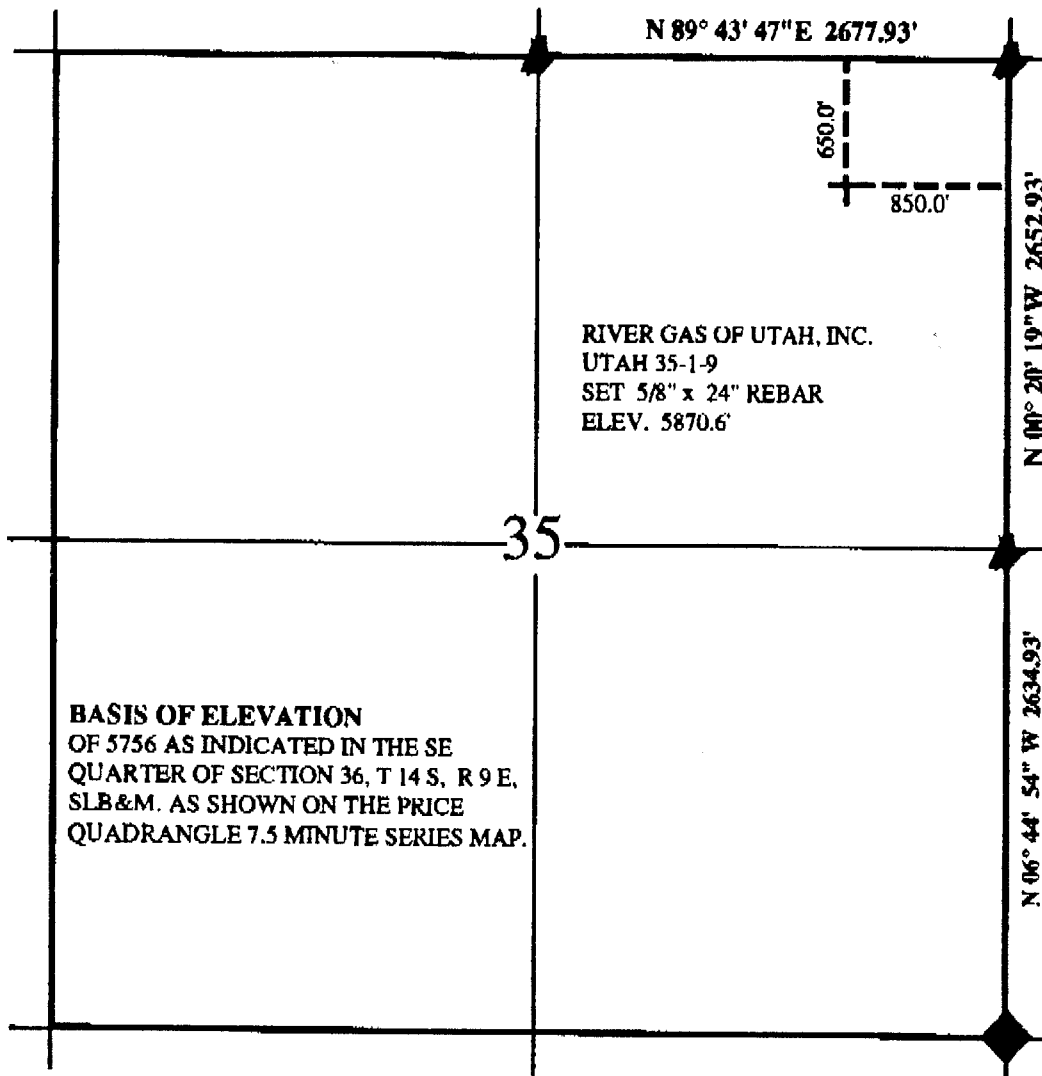 N 89° 43' 47" E 2677.93'
650.0'
850.0'
N 00° 20' 19" W 2652.93'
RIVER GAS OF UTAH, INC.
UTAH 35-1-9
SET 5/8" x 24" REBAR
ELEV. 5870.6'
35
BASIS OF ELEVATION
OF 5756 AS INDICATED IN THE SE
QUARTER OF SECTION 36, T 14 S, R 9 E,
SLB&M. AS SHOWN ON THE PRICE
QUADRANGLE 7.5 MINUTE SERIES MAP.
N 06° 44' 54" W 2634.93'